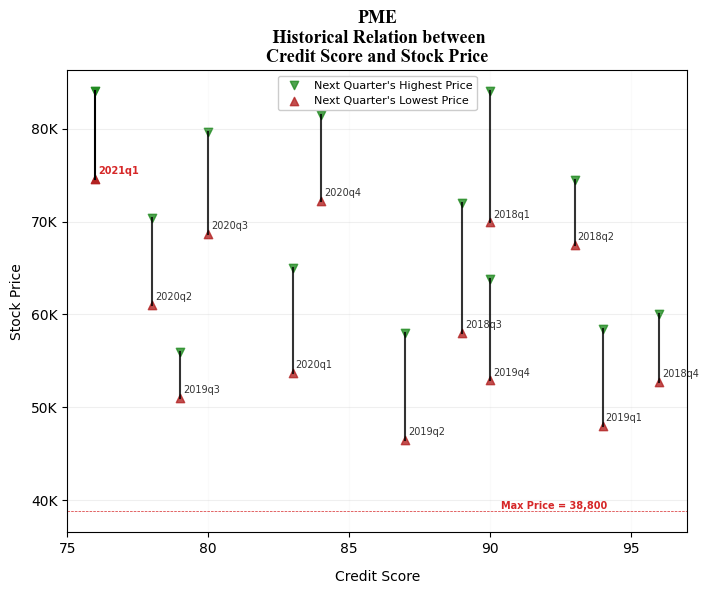 PME
Historical Relation between
Credit Score and Stock Price
Next Quarter's Highest Price
Next Quarter's Lowest Price
80K
70K
60K
50K
40K
Stock Price
2021q1
2020q3
2020q4
2018q1
2018q2
2020q2
2018q3
2020q1
2019q4
2018q4
2019q3
2019q1
2019q2
Max Price = 38,800
75
80
85
90
95
Credit Score